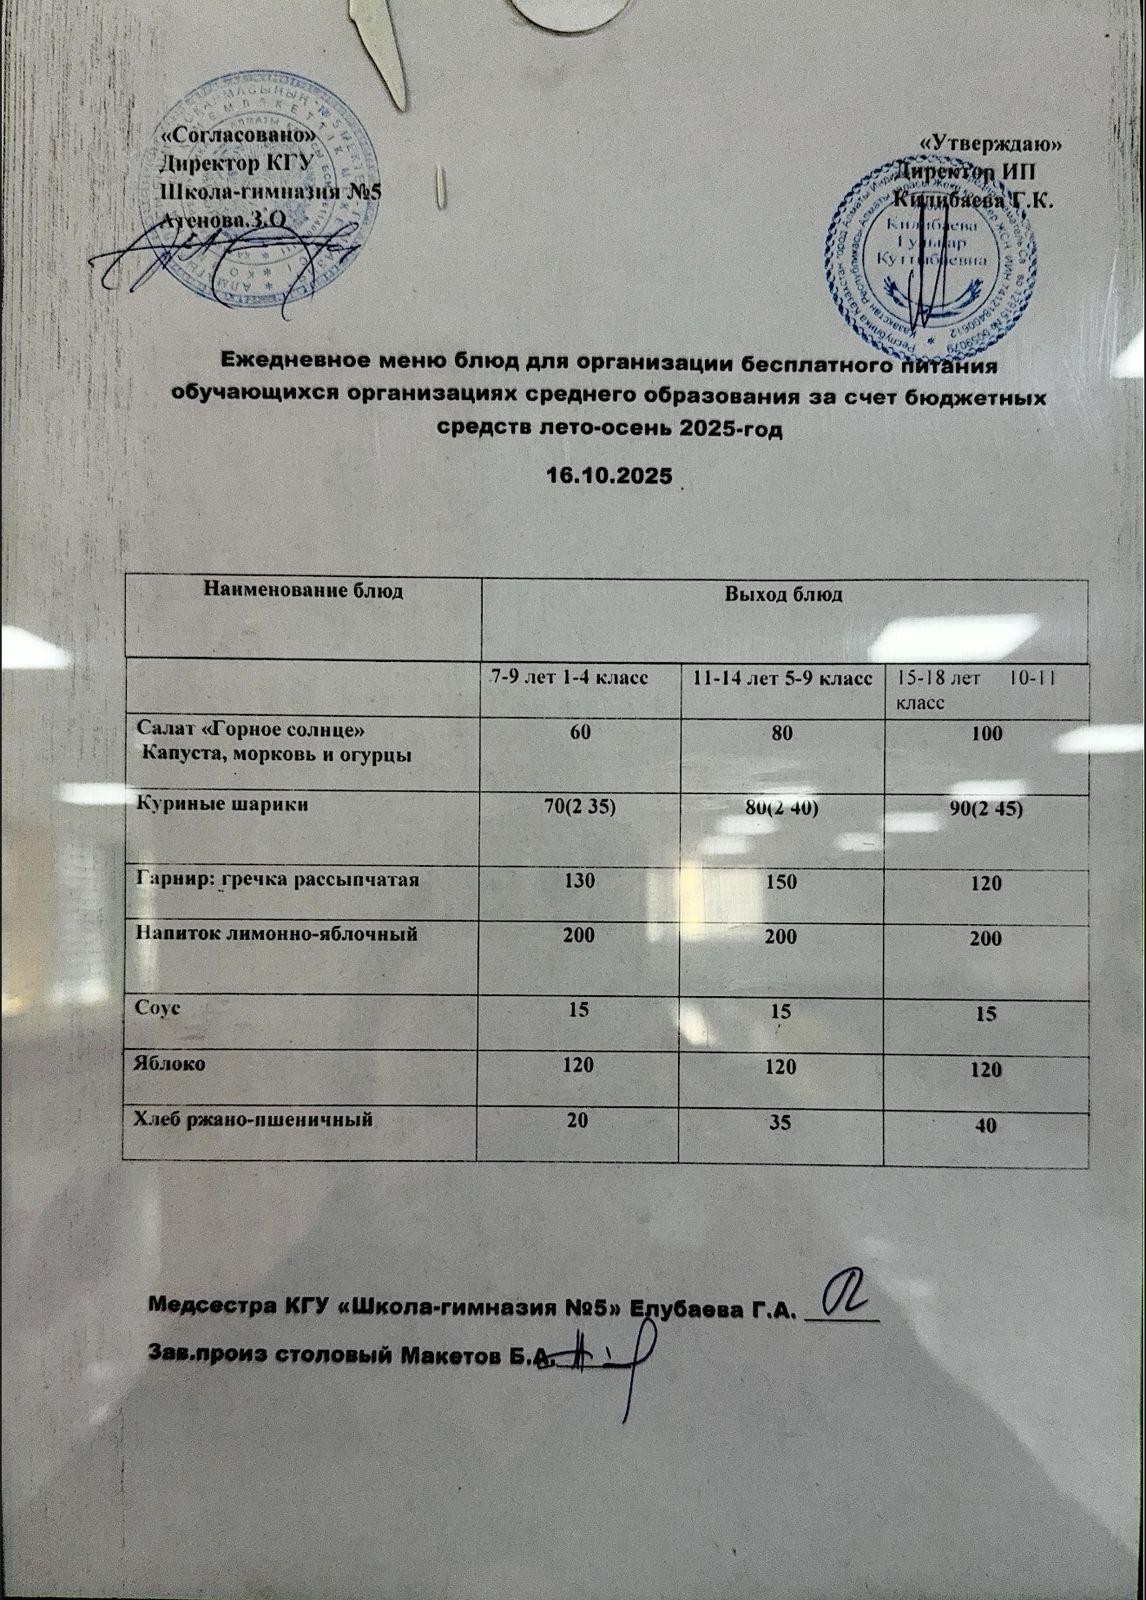 «Согласовано»
Директор КГУ
Школа-гимназия №5
Атенова.З.О
«Утверждаю»
Директор ИП
Килибаева Г.К.
Килибаева
Гульнар
Куттыбаевна
Ежедневное меню блюд для организации бесплатного питания
обучающихся организациях среднего образования за счет бюджетных
средств лето-осень 2025-год
16.10.2025
Наименование блюд Выход блюд
7-9 лет 1-4 класс 11-14 лет 5-9 класс 15-18 лет 10-11
класс
Салат «Горное солнце» 60 80 100
Капуста, морковь и огурцы
Куриные шарики 70(2 35) 80(2 40) 90(2 45)
Гарнир: гречка рассыпчатая 130 150 120
Напиток лимонно-яблочный 200 200 200
Соус 15 15 15
Яблоко 120 120 120
Хлеб ржано-пшеничный 20 35 40
Медсестра КГУ «Школа-гимназия №5» Елубаева Г.А.
Зав.произ столовый Макетов Б.А.